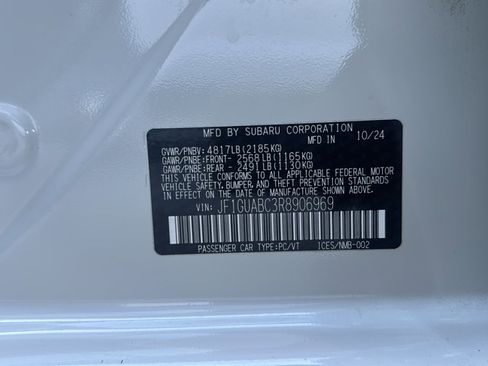 MFD BY SUBARU CORPORATION
MFD IN 10/24
GVWR/PNBV: 4817LB(2185KG)
GAWR/PNBE:FRONT- 2568LB(1165KG)
GAWR/PNBE:REAR - 2491LB(1130KG)
THIS VEHICLE CONFORMS TO ALL APPLICABLE
FEDERAL MOTOR VEHICLE SAFETY, BUMPER,
AND THEFT PREVENTION STANDARDS IN EFFECT
ON THE DATE OF MANUFACTURE SHOWN ABOVE.
VIN: JF1GUABC3R8906969
PASSENGER CAR TYPE:PC/VT ICES/NMB-002